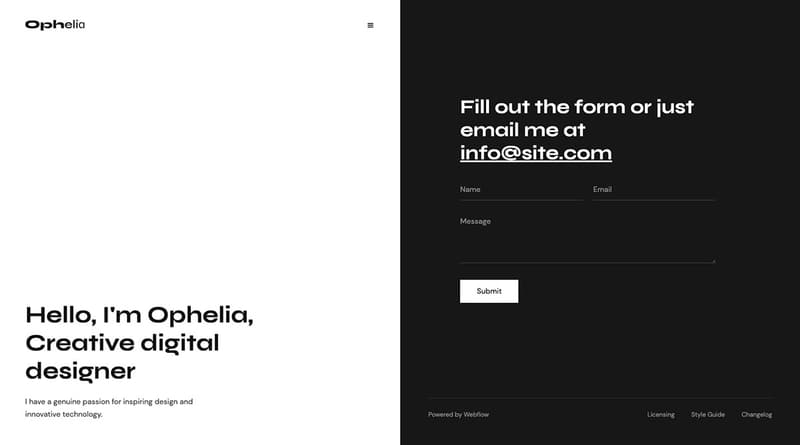 Ophelia
Hello, I'm Ophelia,
Creative digital
designer
I have a genuine passion for inspiring design and
innovative technology.
Fill out the form or just
email me at
info@site.com
Name Email
Message
Submit
Powered by Webflow Licensing Style Guide Changelog